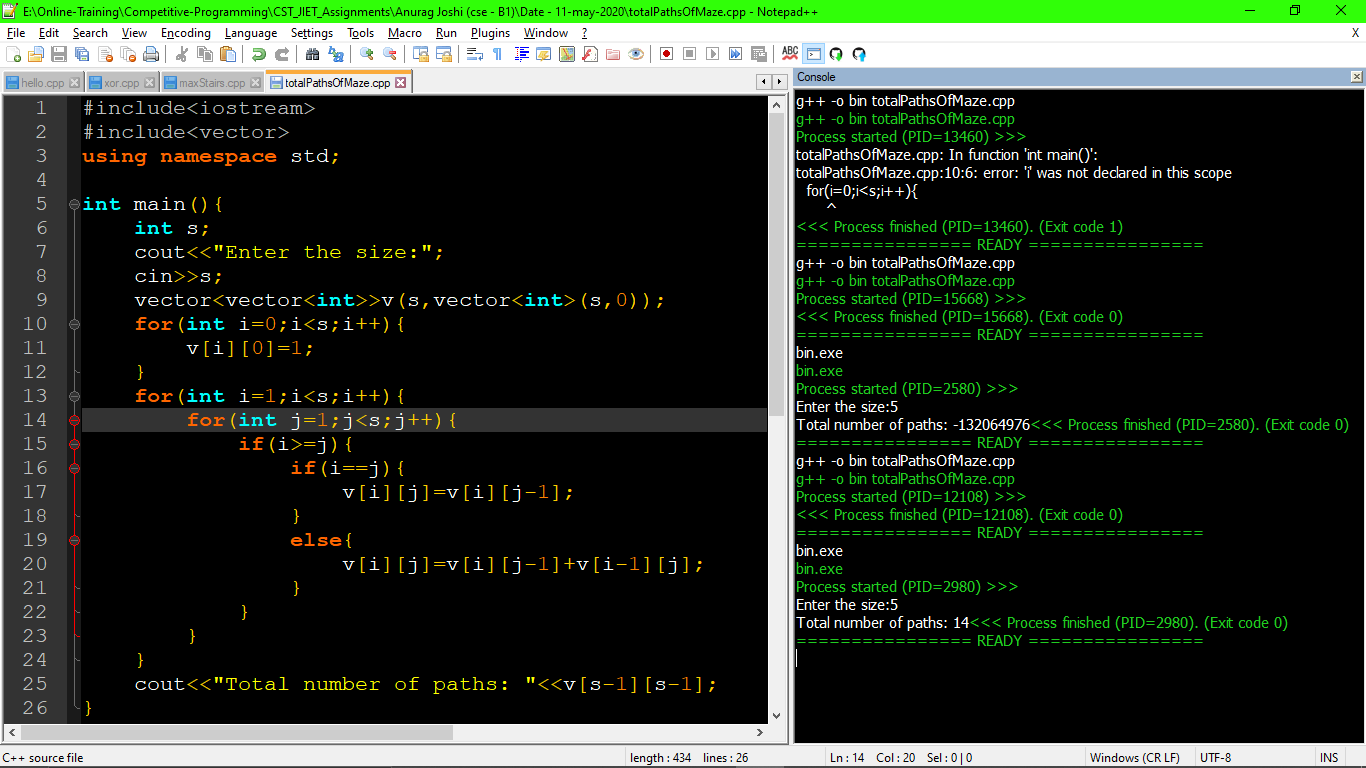 E:\Online-Training\Competitive-Programming\CST_JIET_Assignments\Anurag Joshi (cse - B1)\Date - 11-may-2020\totalPathsOfMaze.cpp - Notepad++
File Edit Search View Encoding Language Settings Tools Macro Run Plugins Window ? X
hello.cpp xor.cpp maxStairs.cpp totalPathsOfMaze.cpp
1 #include<iostream>
2 #include<vector>
3 using namespace std;
4
5 int main(){
6 int s;
7 cout<<"Enter the size:";
8 cin>>s;
9 vector<vector<int>>v(s,vector<int>(s,0));
10 for(int i=0;i<s;i++){
11 v[i][0]=1;
12 }
13 for(int i=1;i<s;i++){
14 for(int j=1;j<s;j++){
15 if(i>=j){
16 if(i==j){
17 v[i][j]=v[i][j-1];
18 }
19 else{
20 v[i][j]=v[i][j-1]+v[i-1][j];
21 }
22 }
23 }
24 }
25 cout<<"Total number of paths: "<<v[s-1][s-1];
26 }
Console
g++ -o bin totalPathsOfMaze.cpp
g++ -o bin totalPathsOfMaze.cpp
Process started (PID=13460) >>>
totalPathsOfMaze.cpp: In function 'int main()':
totalPathsOfMaze.cpp:10:6: error: 'i' was not declared in this scope
for(i=0;i<s;i++){
^
<<< Process finished (PID=13460). (Exit code 1)
================ READY ================
g++ -o bin totalPathsOfMaze.cpp
g++ -o bin totalPathsOfMaze.cpp
Process started (PID=15668) >>>
<<< Process finished (PID=15668). (Exit code 0)
================ READY ================
bin.exe
bin.exe
Process started (PID=2580) >>>
Enter the size:5
Total number of paths: -132064976<<< Process finished (PID=2580). (Exit code 0)
================ READY ================
g++ -o bin totalPathsOfMaze.cpp
g++ -o bin totalPathsOfMaze.cpp
Process started (PID=12108) >>>
<<< Process finished (PID=12108). (Exit code 0)
================ READY ================
bin.exe
bin.exe
Process started (PID=2980) >>>
Enter the size:5
Total number of paths: 14<<< Process finished (PID=2980). (Exit code 0)
================ READY ================
C++ source file length : 434 lines : 26 Ln : 14 Col : 20 Sel : 0 | 0 Windows (CR LF) UTF-8 INS